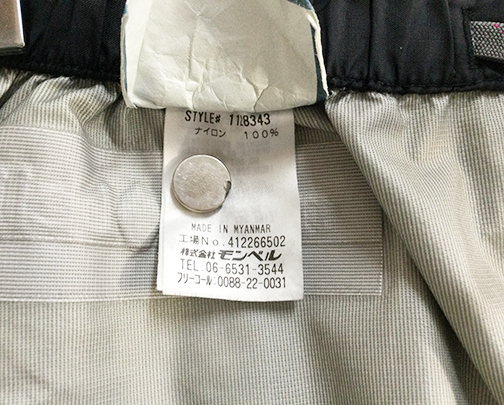 STYLE# 118343
ナイロン 100%
MADE IN MYANMAR
工場No.412266502
株式会社モンベル
TEL.06-6531-3544
フリーコール:0088-22-0031